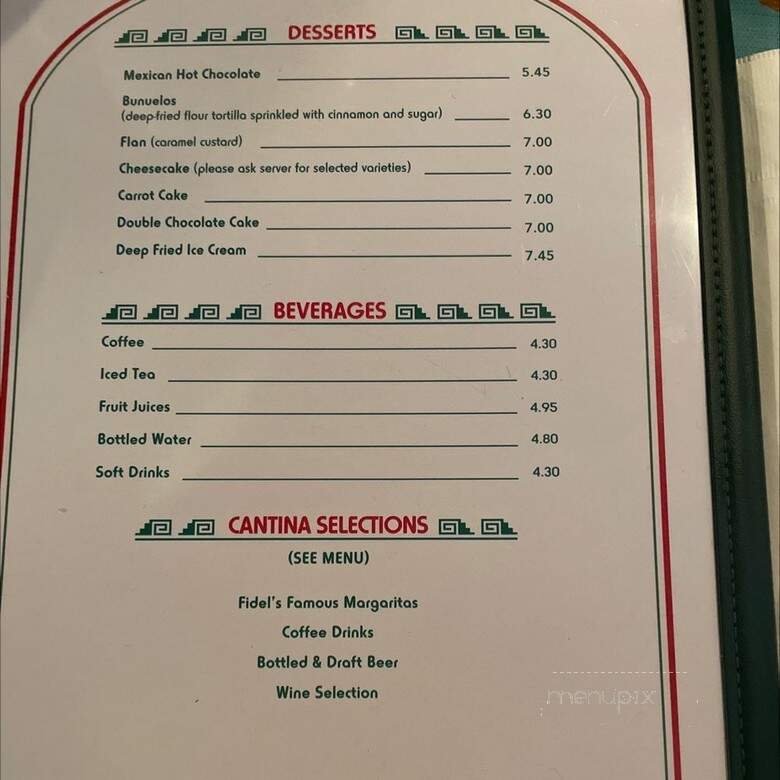 DESSERTS
Mexican Hot Chocolate 5.45
Bunuelos
(deep-fried flour tortilla sprinkled with cinnamon and sugar) 6.30
Flan (caramel custard) 7.00
Cheesecake (please ask server for selected varieties) 7.00
Carrot Cake 7.00
Double Chocolate Cake 7.00
Deep Fried Ice Cream 7.45
BEVERAGES
Coffee 4.30
Iced Tea 4.30
Fruit Juices 4.95
Bottled Water 4.80
Soft Drinks 4.30
CANTINA SELECTIONS
(SEE MENU)
Fidel's Famous Margaritas
Coffee Drinks
Bottled & Draft Beer
Wine Selection
menupix